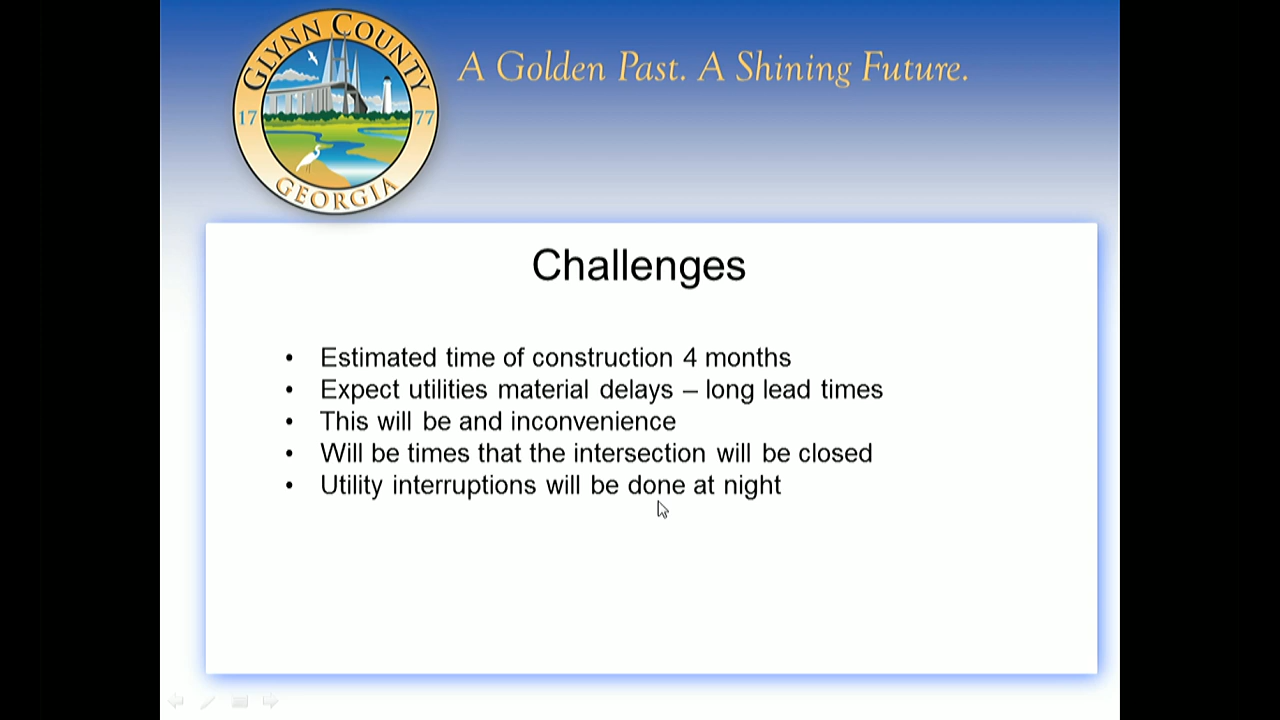 GLYNN COUNTY
17 77
GEORGIA
A Golden Past. A Shining Future.
Challenges
• Estimated time of construction 4 months
• Expect utilities material delays – long lead times
• This will be and inconvenience
• Will be times that the intersection will be closed
• Utility interruptions will be done at night